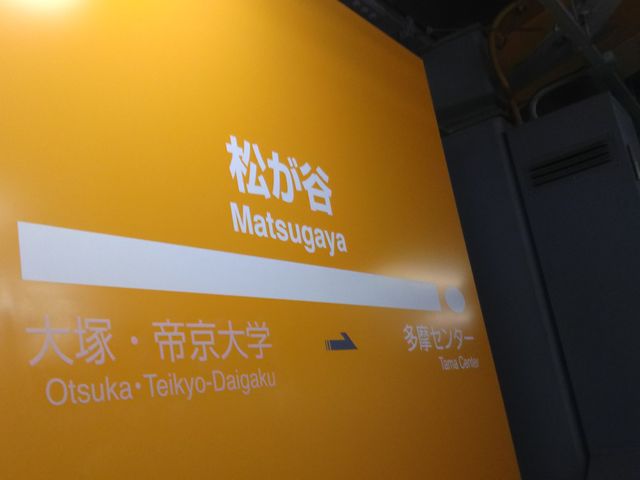 松が谷
Matsugaya
大塚・帝京大学
Otsuka・Teikyo-Daigaku
多摩センター
Tama Center